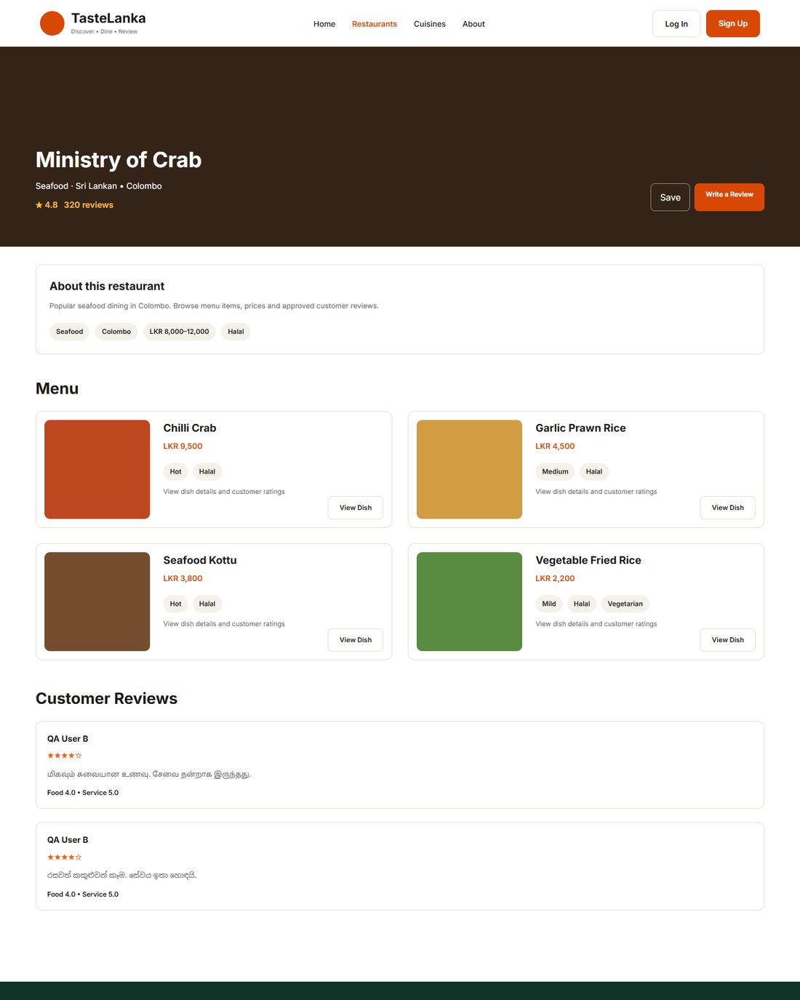 TasteLanka
Discover • Dine • Review
Home Restaurants Cuisines About
Log In
Sign Up
Ministry of Crab
Seafood · Sri Lankan • Colombo
★ 4.8 320 reviews
Save
Write a Review
About this restaurant
Popular seafood dining in Colombo. Browse menu items, prices and approved customer reviews.
Seafood Colombo LKR 8,000–12,000 Halal
Menu
Chilli Crab
LKR 9,500
Hot Halal
View dish details and customer ratings
View Dish
Garlic Prawn Rice
LKR 4,500
Medium Halal
View dish details and customer ratings
View Dish
Seafood Kottu
LKR 3,800
Hot Halal
View dish details and customer ratings
View Dish
Vegetable Fried Rice
LKR 2,200
Mild Halal Vegetarian
View dish details and customer ratings
View Dish
Customer Reviews
QA User B
★★★★☆
மிகவும் சுவையான உணவு. சேவை நன்றாக இருந்தது.
Food 4.0 • Service 5.0
QA User B
★★★★☆
රසවත් කකුළුවන් කෑම. සේවය ඉතා හොඳයි.
Food 4.0 • Service 5.0